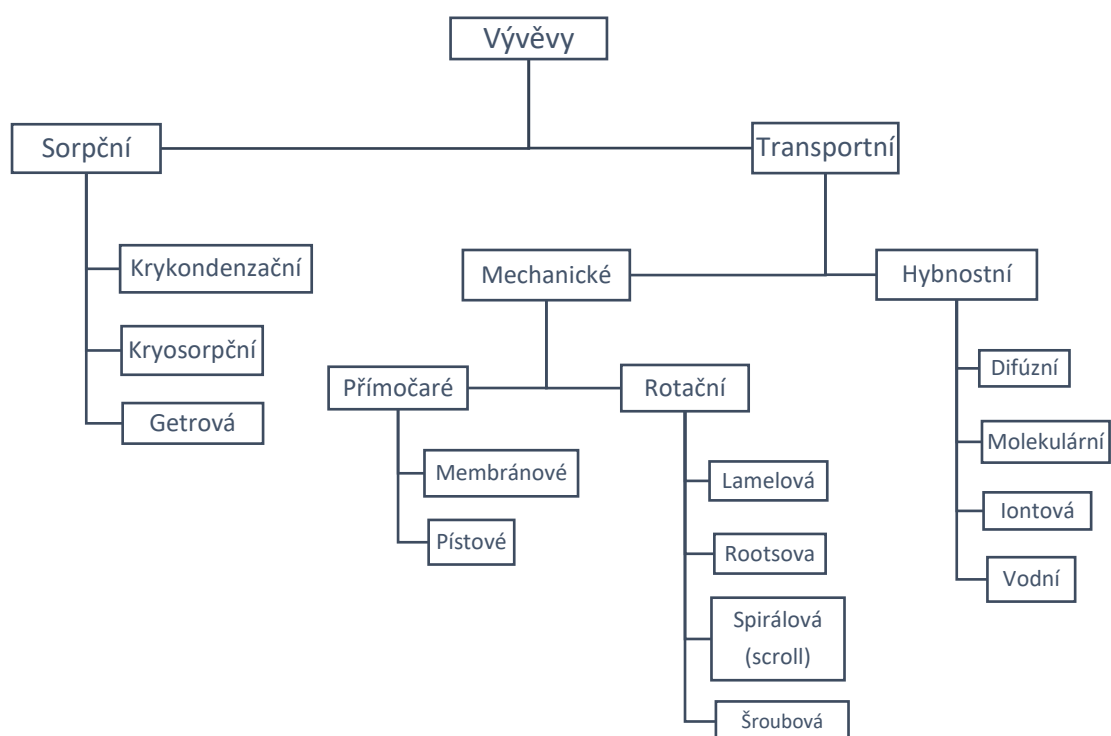 Vývěvy
Sorpční
Transportní
Krykondenzační
Kryosorpční
Getrová
Mechanické
Hybnostní
Přímočaré
Rotační
Membránové
Pístové
Lamelová
Rootsova
Spirálová
(scroll)
Šroubová
Difúzní
Molekulární
Iontová
Vodní